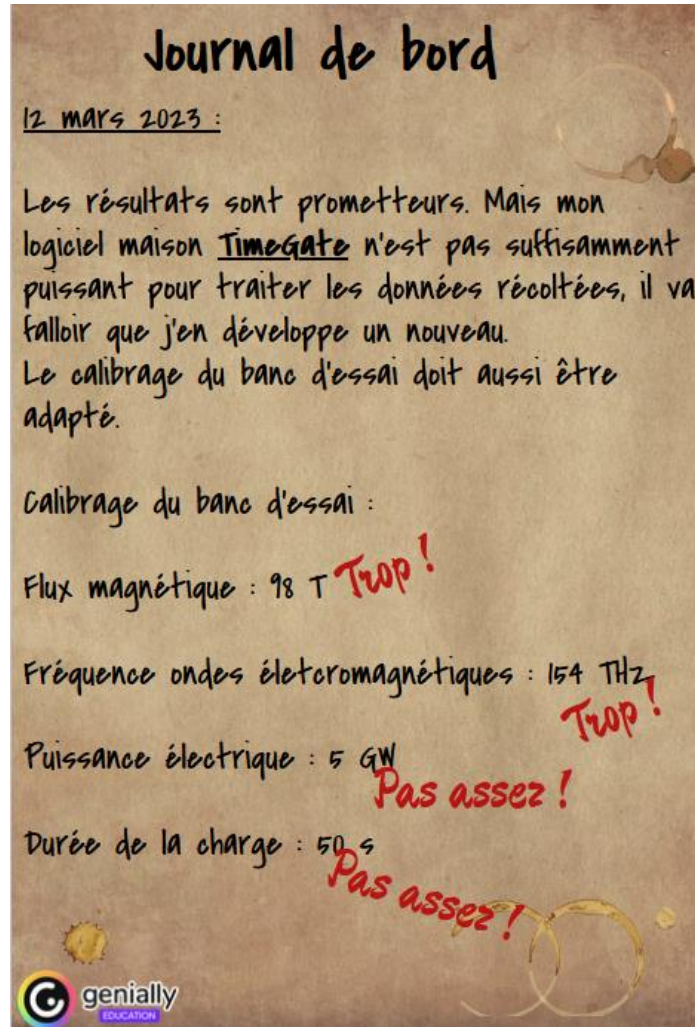 Journal de bord
12 mars 2023 :
Les résultats sont prometteurs. Mais mon
logiciel maison TimeGate n'est pas suffisamment
puissant pour traiter les données récoltées, il va
falloir que j'en développe un nouveau.
Le calibrage du banc d'essai doit aussi être
adapté.
Calibrage du banc d'essai :
Flux magnétique : 98 T Trop !
Fréquence ondes életcromagnétiques : 154 THz
Trop !
Puissance électrique : 5 GW
Pas assez !
Durée de la charge : 50 s
Pas assez !
genially
EDUCATION